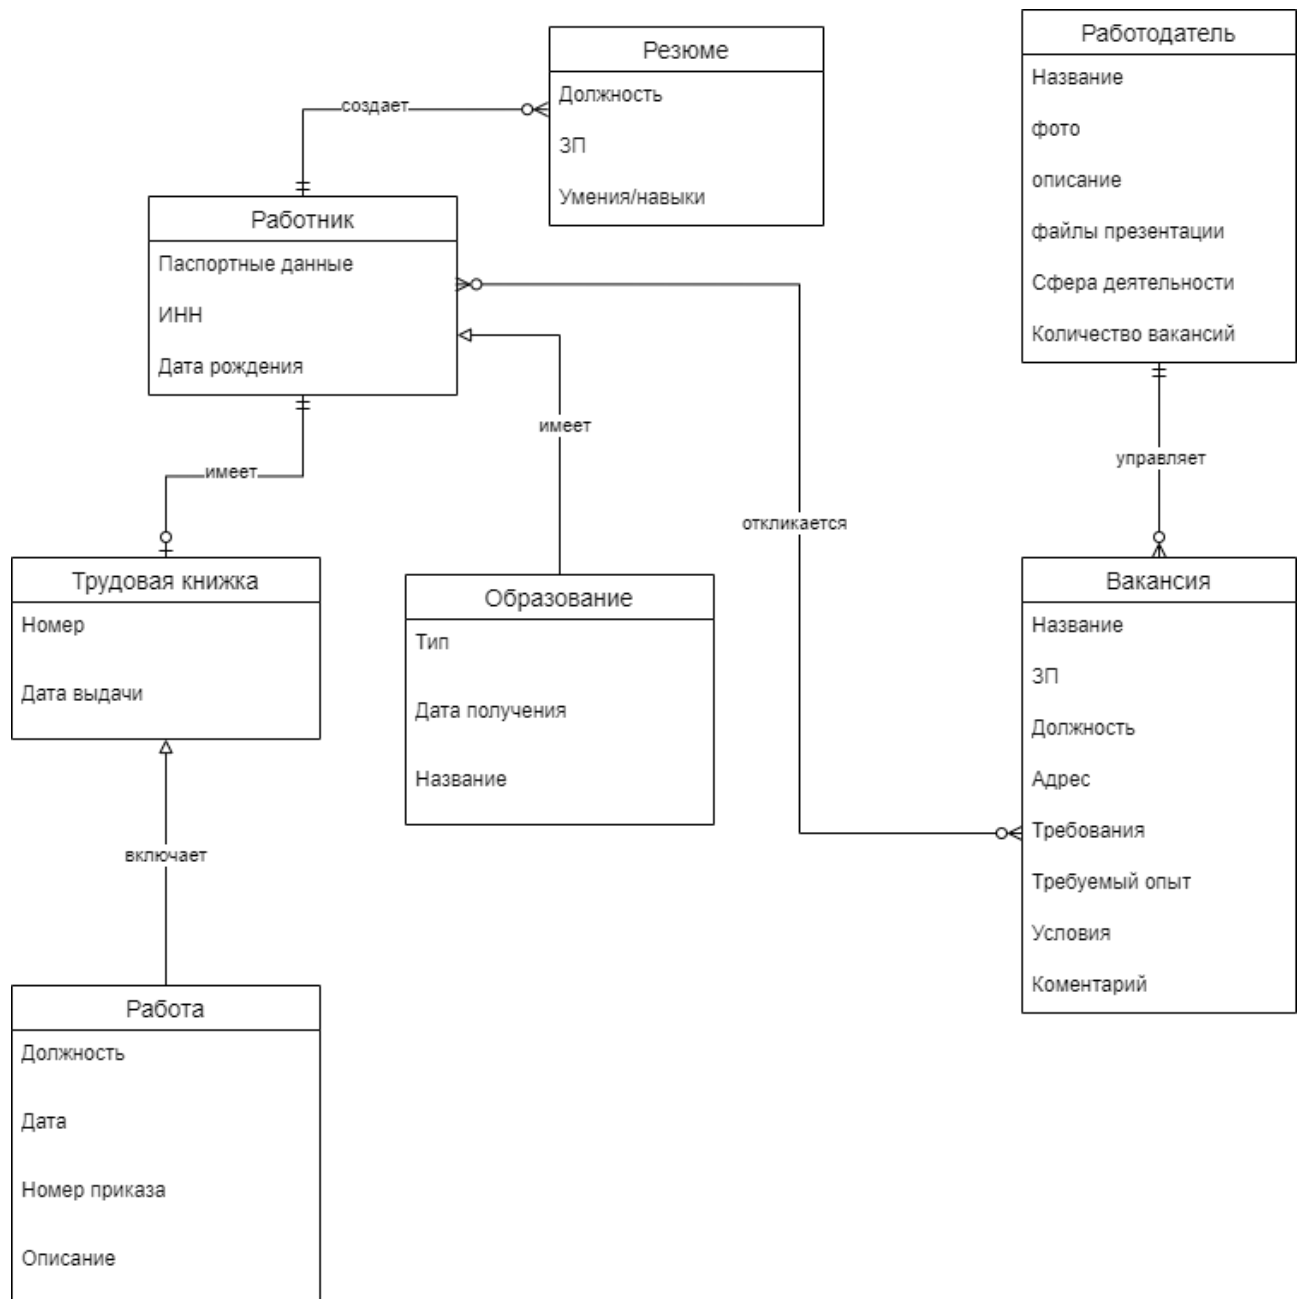 Резюме
Должность
ЗП
Умения/навыки
Работодатель
Название
фото
описание
файлы презентации
Сфера деятельности
Количество вакансий
создает
Работник
Паспортные данные
ИНН
Дата рождения
имеет
имеет
управляет
откликается
Трудовая книжка
Номер
Дата выдачи
Образование
Тип
Дата получения
Название
Вакансия
Название
ЗП
Должность
Адрес
Требования
Требуемый опыт
Условия
Коментарий
включает
Работа
Должность
Дата
Номер приказа
Описание